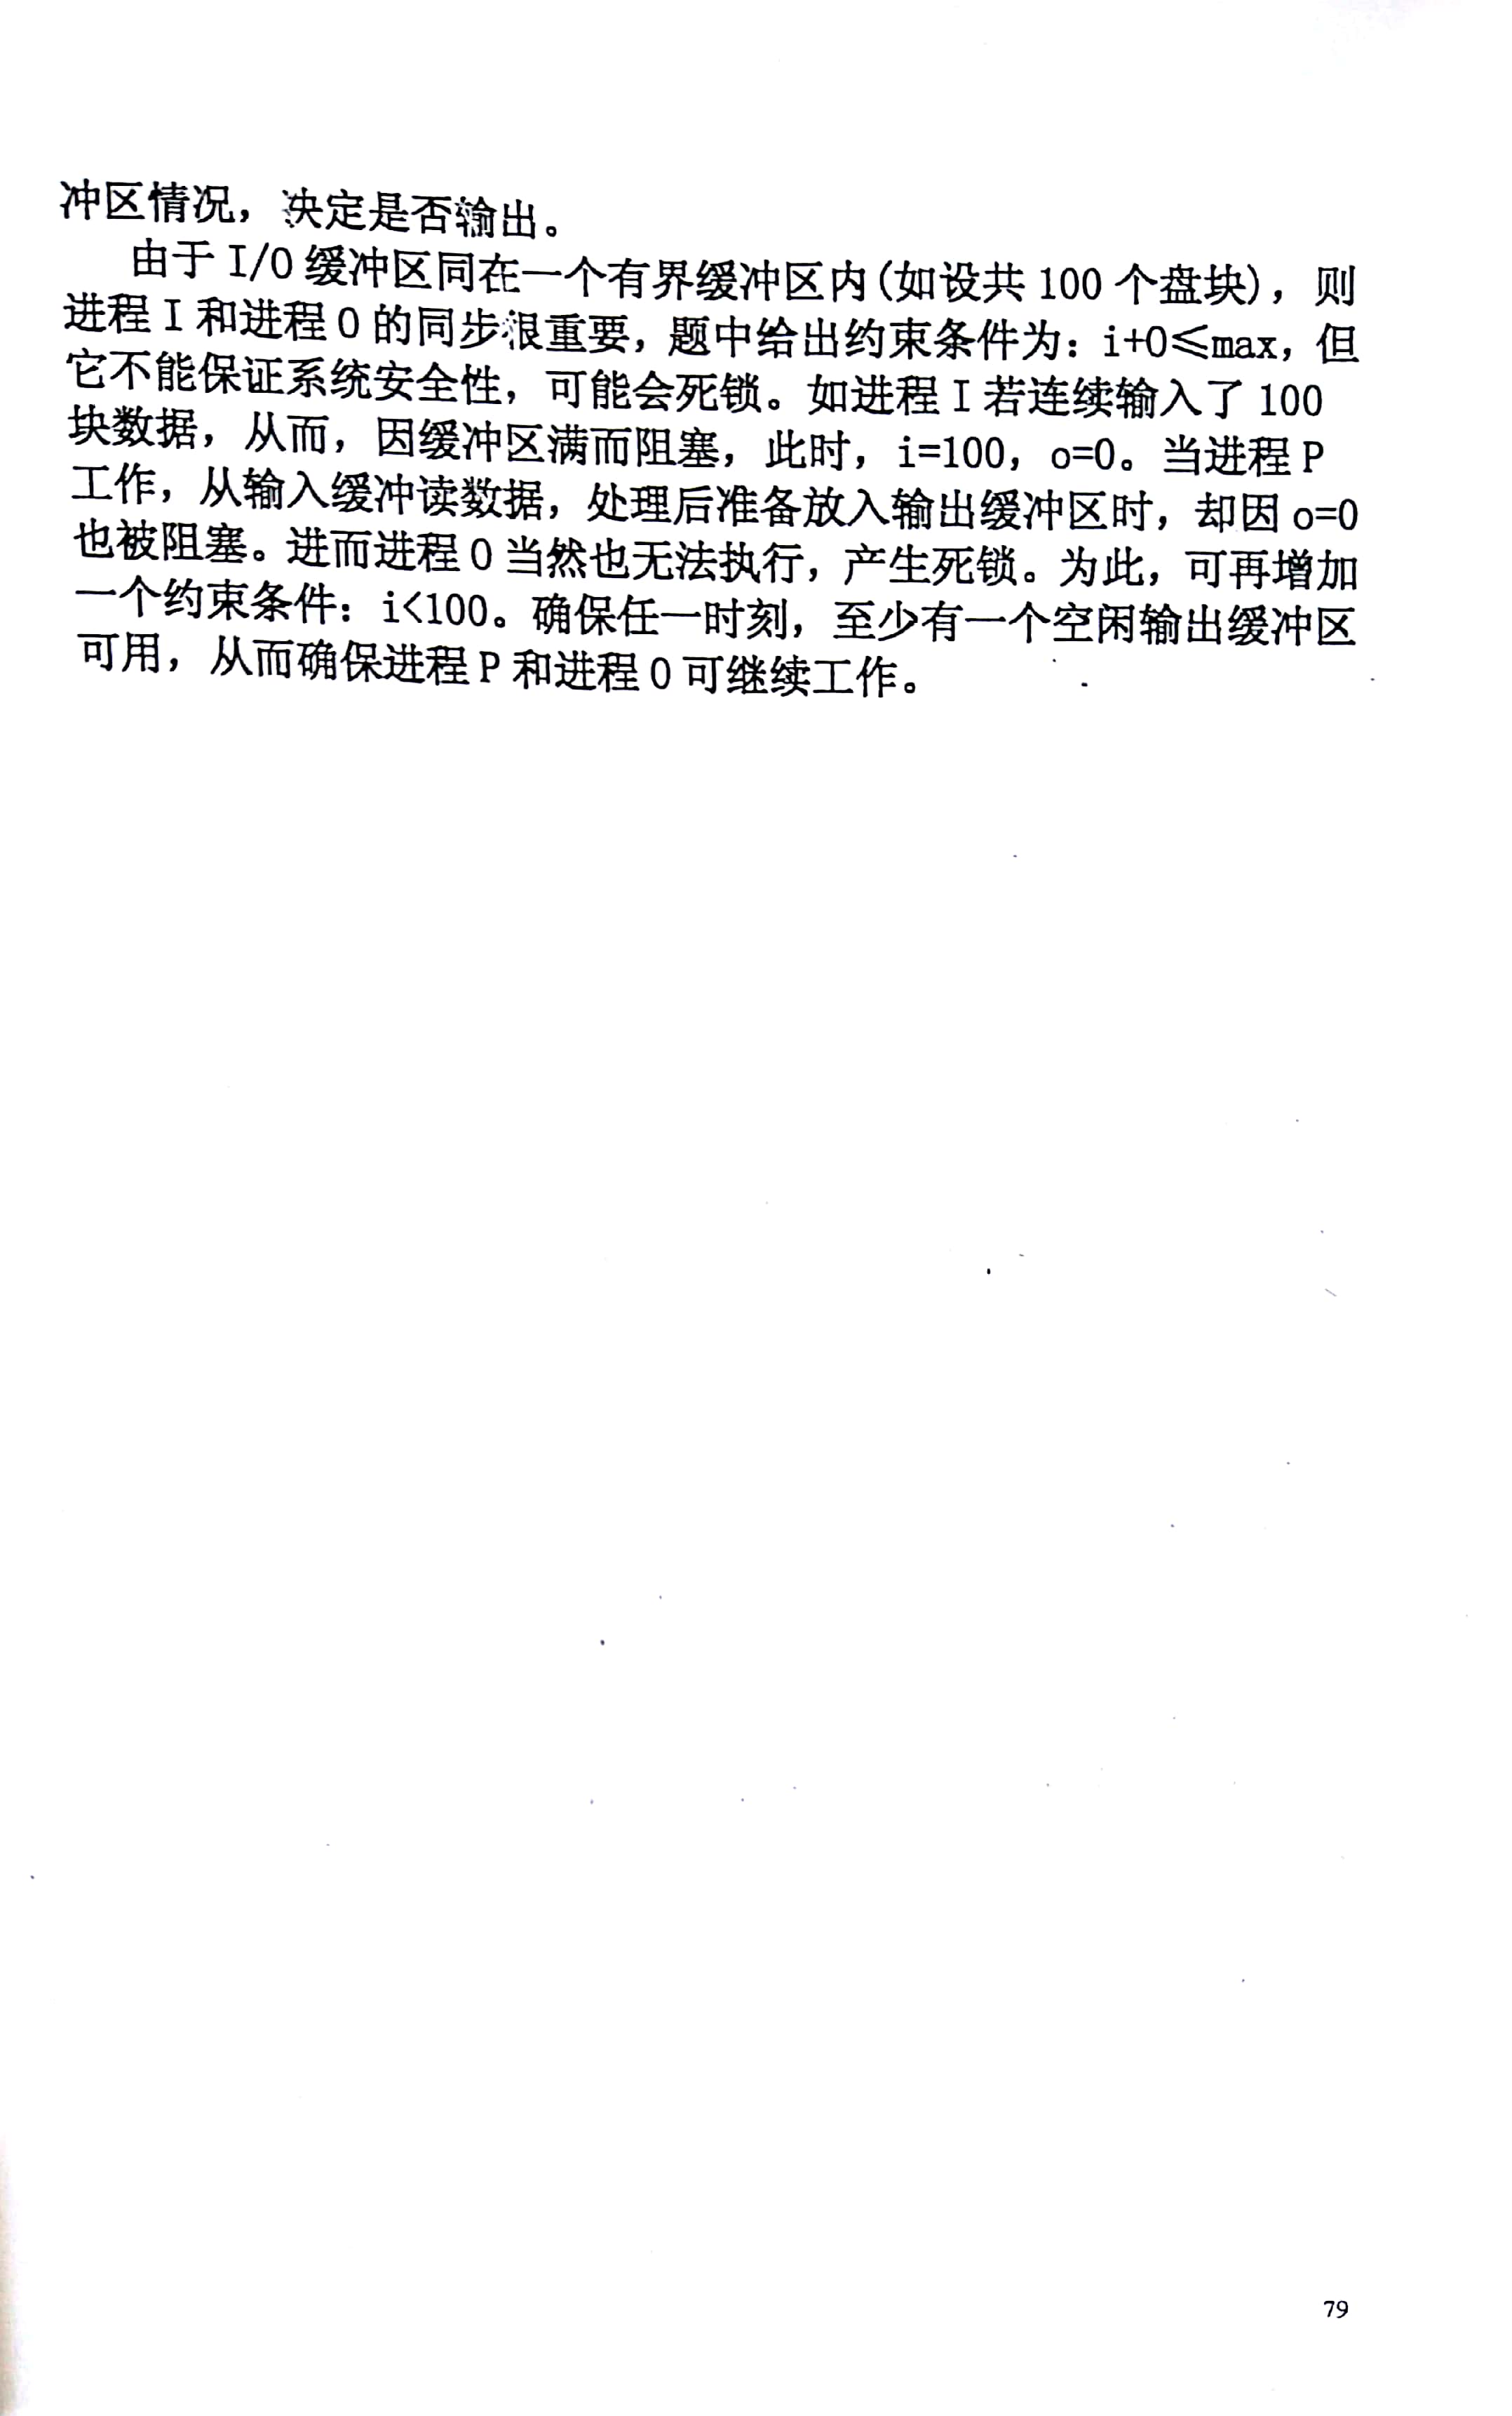 冲区情况，决定是否输出。
由于 I/O 缓冲区同在一个有界缓冲区内(如设共 100 个盘块)，则
进程 I 和进程 O 的同步很重要，题中给出约束条件为：i+O≤max，但
它不能保证系统安全性，可能会死锁。如进程 I 若连续输入了 100
块数据，从而，因缓冲区满而阻塞，此时，i=100，o=0。当进程 P
工作，从输入缓冲读数据，处理后准备放入输出缓冲区时，却因 o=0
也被阻塞。进而进程 O 当然也无法执行，产生死锁。为此，可再增加
一个约束条件：i<100。确保任一时刻，至少有一个空闲输出缓冲区
可用，从而确保进程 P 和进程 O 可继续工作。
79